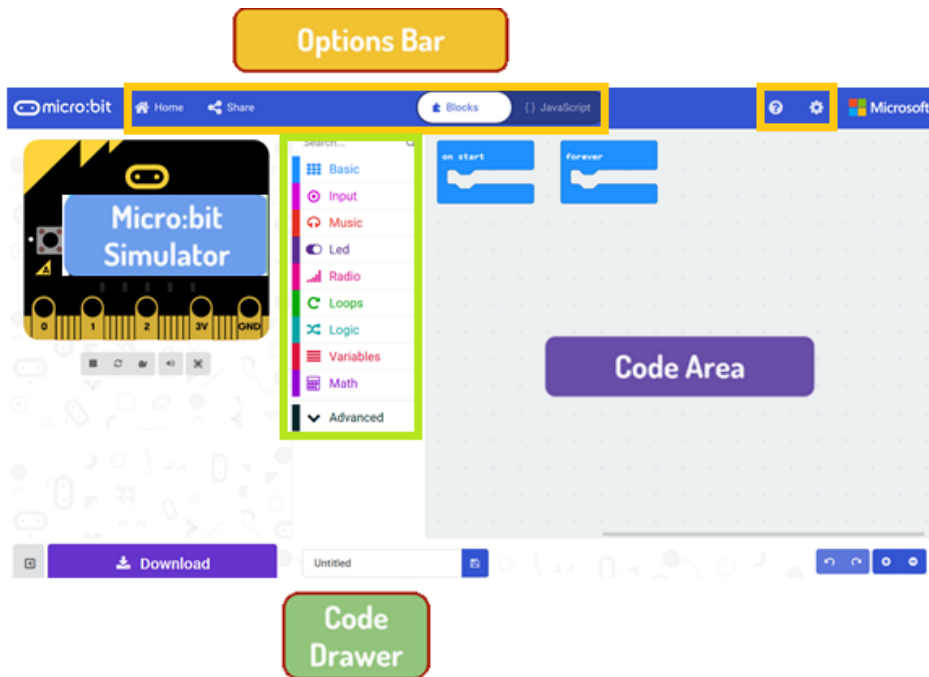 Options Bar
micro:bit Home Share Blocks {} JavaScript ? Microsoft
Search...
Basic
Input
Music
Led
Radio
Loops
Logic
Variables
Math
Advanced
Micro:bit
Simulator
A
0 1 2 3V GND
on start forever
Code Area
Download
Untitled
Code
Drawer